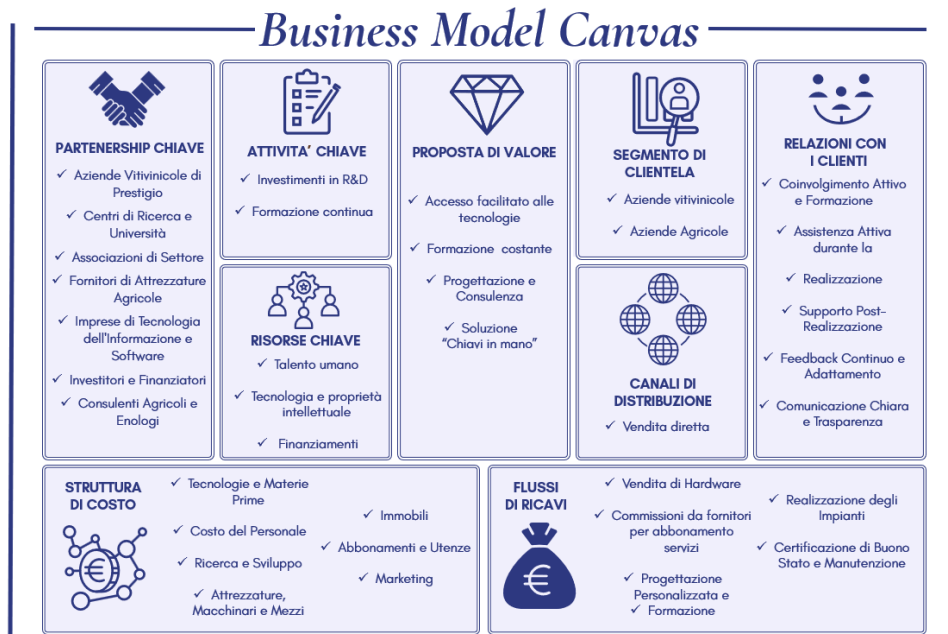 Business Model Canvas
PARTENERSHIP CHIAVE
✓ Aziende Vitivinicole di
Prestigio
✓ Centri di Ricerca e
Università
✓ Associazioni di Settore
✓ Fornitori di Attrezzature
Agricole
✓ Imprese di Tecnologia
dell'Informazione e
Software
✓ Investitori e Finanziatori
✓ Consulenti Agricoli e
Enologi
ATTIVITA' CHIAVE
✓ Investimenti in R&D
✓ Formazione continua
RISORSE CHIAVE
✓ Talento umano
✓ Tecnologia e proprietà
intellettuale
✓ Finanziamenti
PROPOSTA DI VALORE
✓ Accesso facilitato alle
tecnologie
✓ Formazione costante
✓ Progettazione e
Consulenza
✓ Soluzione
"Chiavi in mano"
SEGMENTO DI
CLIENTELA
✓ Aziende vitivinicole
✓ Aziende Agricole
CANALI DI
DISTRIBUZIONE
✓ Vendita diretta
RELAZIONI CON
I CLIENTI
✓ Coinvolgimento Attivo
e Formazione
✓ Assistenza Attiva
durante la
✓ Realizzazione
✓ Supporto Post-
Realizzazione
✓ Feedback Continuo e
Adattamento
✓ Comunicazione Chiara
e Trasparenza
STRUTTURA
DI COSTO
€
✓ Tecnologie e Materie
Prime
✓ Costo del Personale
✓ Ricerca e Sviluppo
✓ Attrezzature,
Macchinari e Mezzi
✓ Immobili
✓ Abbonamenti e Utenze
✓ Marketing
FLUSSI
DI RICAVI
€
✓ Vendita di Hardware
✓ Commissioni da fornitori
per abbonamento
servizi
✓ Progettazione
Personalizzata e
✓ Formazione
✓ Realizzazione degli
Impianti
✓ Certificazione di Buono
Stato e Manutenzione